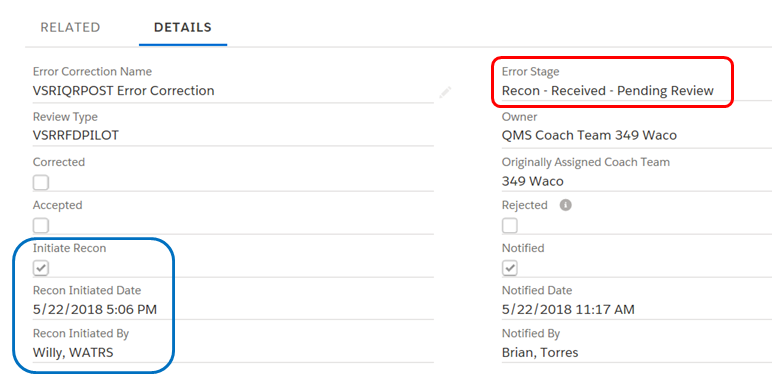 RELATED DETAILS
Error Correction Name
VSRIQRPOST Error Correction
Error Stage
Recon - Received - Pending Review
Review Type
VSRRFDPILOT
Owner
QMS Coach Team 349 Waco
Corrected
Originally Assigned Coach Team
349 Waco
Accepted
Rejected
Initiate Recon
Notified
Recon Initiated Date
5/22/2018 5:06 PM
Notified Date
5/22/2018 11:17 AM
Recon Initiated By
Willy, WATRS
Notified By
Brian, Torres